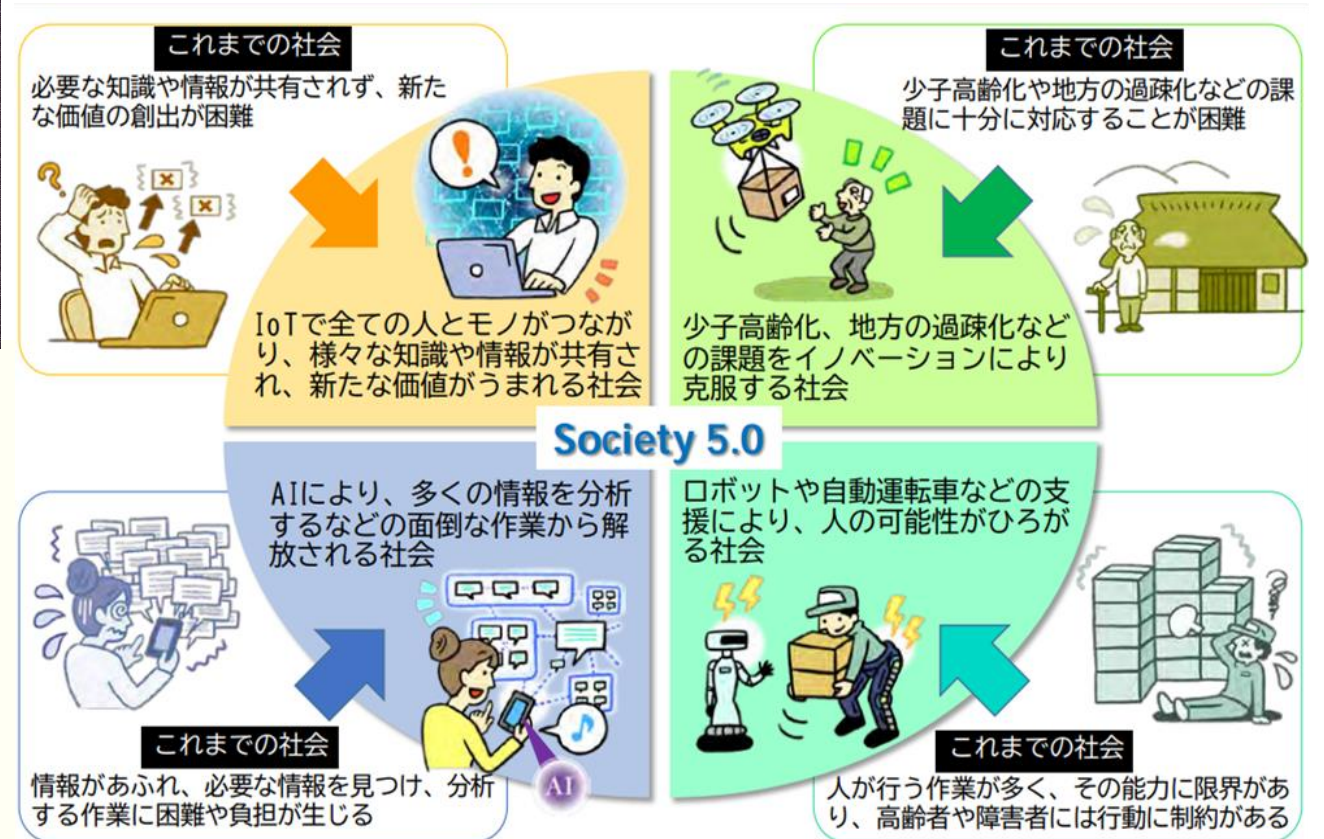 これまでの社会
必要な知識や情報が共有されず、新た
な価値の創出が困難
IoTで全ての人とモノがつなが
り、様々な知識や情報が共有さ
れ、新たな価値がうまれる社会
これまでの社会
少子高齢化や地方の過疎化などの課
題に十分に対応することが困難
少子高齢化、地方の過疎化など
の課題をイノベーションにより
克服する社会
Society 5.0
AIにより、多くの情報を分析
するなどの面倒な作業から解
放される社会
AI
これまでの社会
情報があふれ、必要な情報を見つけ、分析
する作業に困難や負担が生じる
ロボットや自動運転車などの支
援により、人の可能性がひろが
る社会
これまでの社会
人が行う作業が多く、その能力に限界があ
り、高齢者や障害者には行動に制約がある